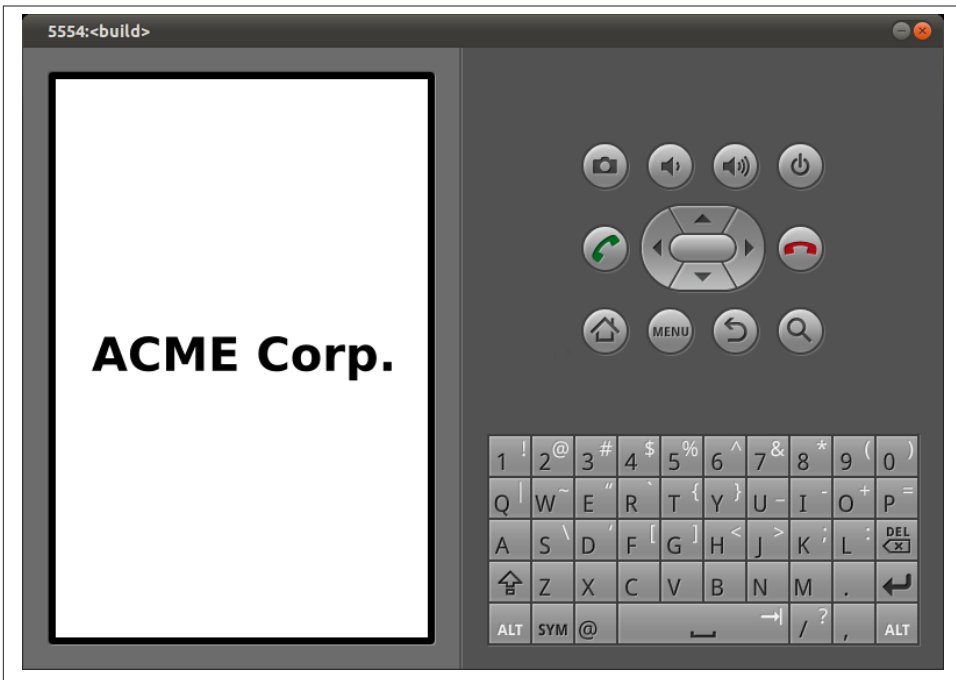 5554:<build>
ACME Corp.
MENU
1 ! 2 @ 3 # 4 $ 5 % 6 ^ 7 & 8 * 9 ( 0 )
Q | W ~ E “ R ` T { Y } U _ I - O + P =
A S \ D ‘ F [ G ] H < J > K ; L : DEL
Z X C V B N M .
ALT SYM @ / ? , ALT